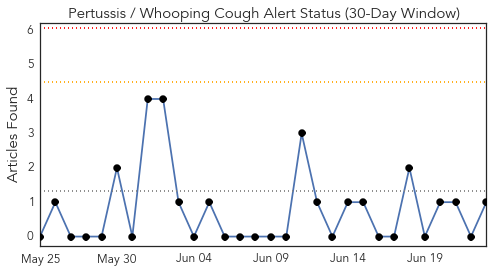 Pertussis / Whooping Cough Alert Status (30-Day Window)
Articles Found
6
5
4
3
2
1
0
May 25
May 30
Jun 04
Jun 09
Jun 14
Jun 19